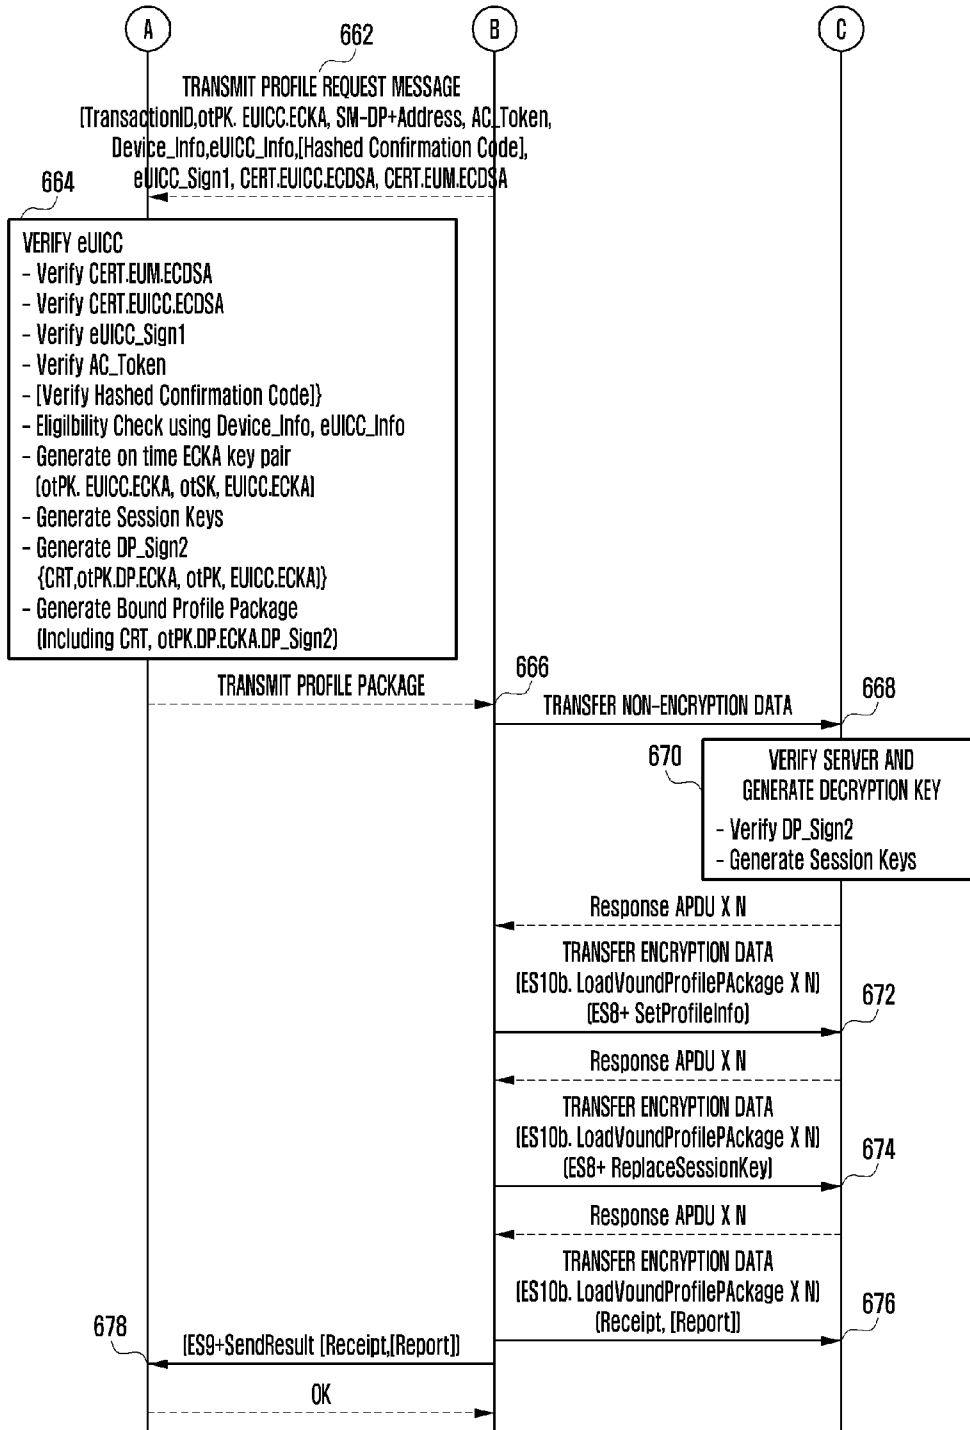 A
B
C
662
TRANSMIT PROFILE REQUEST MESSAGE
(TransactionID,otPK. EUICC.ECKA, SM-DP+Address, AC_Token,
Device_Info,eUICC_Info,[Hashed Confirmation Code],
eUICC_Sign1, CERT.EUICC.ECDSA, CERT.EUM.ECDSA
664
VERIFY eUICC
- Verify CERT.EUM.ECDSA
- Verify CERT.EUICC.ECDSA
- Verify eUICC_Sign1
- Verify AC_Token
- [Verify Hashed Confirmation Code]}
- Eligilbility Check using Device_Info, eUICC_Info
- Generate on time ECKA key pair
(otPK. EUICC.ECKA, otSK, EUICC.ECKA)
- Generate Session Keys
- Generate DP_Sign2
{CRT,otPK.DP.ECKA, otPK, EUICC.ECKA)}
- Generate Bound Profile Package
(Including CRT, otPK.DP.ECKA.DP_Sign2)
TRANSMIT PROFILE PACKAGE
666
TRANSFER NON-ENCRYPTION DATA
668
670
VERIFY SERVER AND
GENERATE DECRYPTION KEY
- Verify DP_Sign2
- Generate Session Keys
Response APDU X N
TRANSFER ENCRYPTION DATA
(ES10b. LoadVoundProfilePAckage X N)
(ES8+ SetProfileInfo)
672
Response APDU X N
TRANSFER ENCRYPTION DATA
(ES10b. LoadVoundProfilePAckage X N)
(ES8+ ReplaceSessionKey)
674
Response APDU X N
TRANSFER ENCRYPTION DATA
(ES10b. LoadVoundProfilePAckage X N)
(Receipt, [Report])
676
678
(ES9+SendResult [Receipt,[Report])
OK